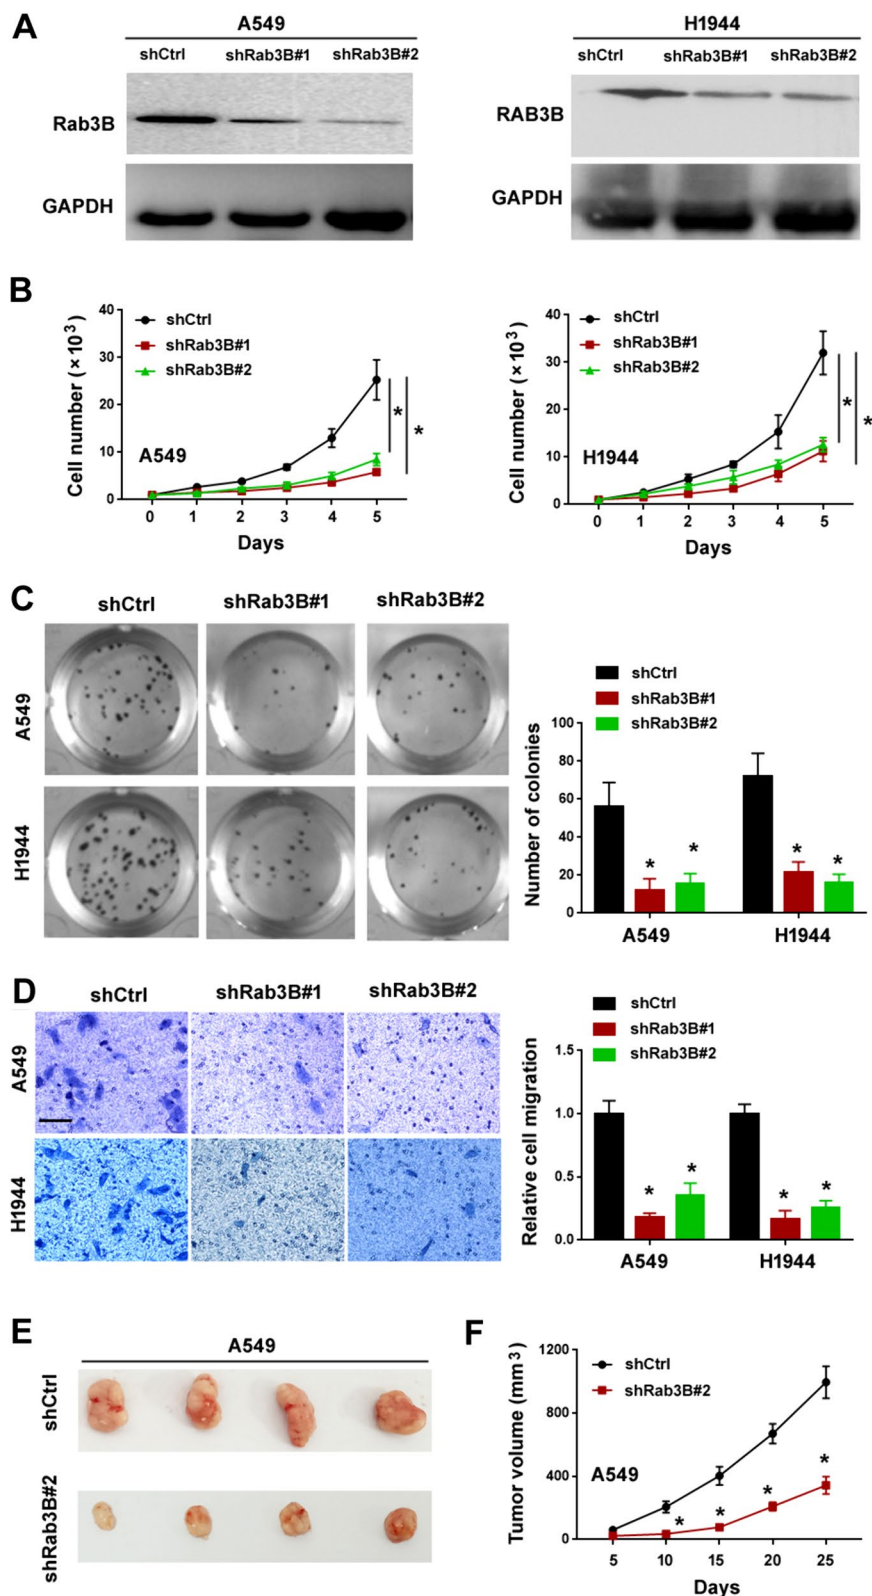 A
A549
shCtrl shRab3B#1 shRab3B#2
Rab3B
GAPDH
H1944
shCtrl shRab3B#1 shRab3B#2
RAB3B
GAPDH
B
Cell number (×10³)
40
30
20
10
0
shCtrl
shRab3B#1
shRab3B#2
* *
A549
0 1 2 3 4 5
Days
Cell number (×10³)
40
30
20
10
0
shCtrl
shRab3B#1
shRab3B#2
* *
H1944
0 1 2 3 4 5
Days
C
shCtrl shRab3B#1 shRab3B#2
A549
H1944
shCtrl
shRab3B#1
shRab3B#2
Number of colonies
100
80
60
40
20
0
* * * *
A549 H1944
D
shCtrl shRab3B#1 shRab3B#2
A549
H1944
shCtrl
shRab3B#1
shRab3B#2
Relative cell migration
1.5
1.0
0.5
0.0
* * * *
A549 H1944
E
A549
shCtrl
shRab3B#2
F
Tumor volume (mm³)
1200
800
400
0
shCtrl
shRab3B#2
A549
* * * *
5 10 15 20 25
Days